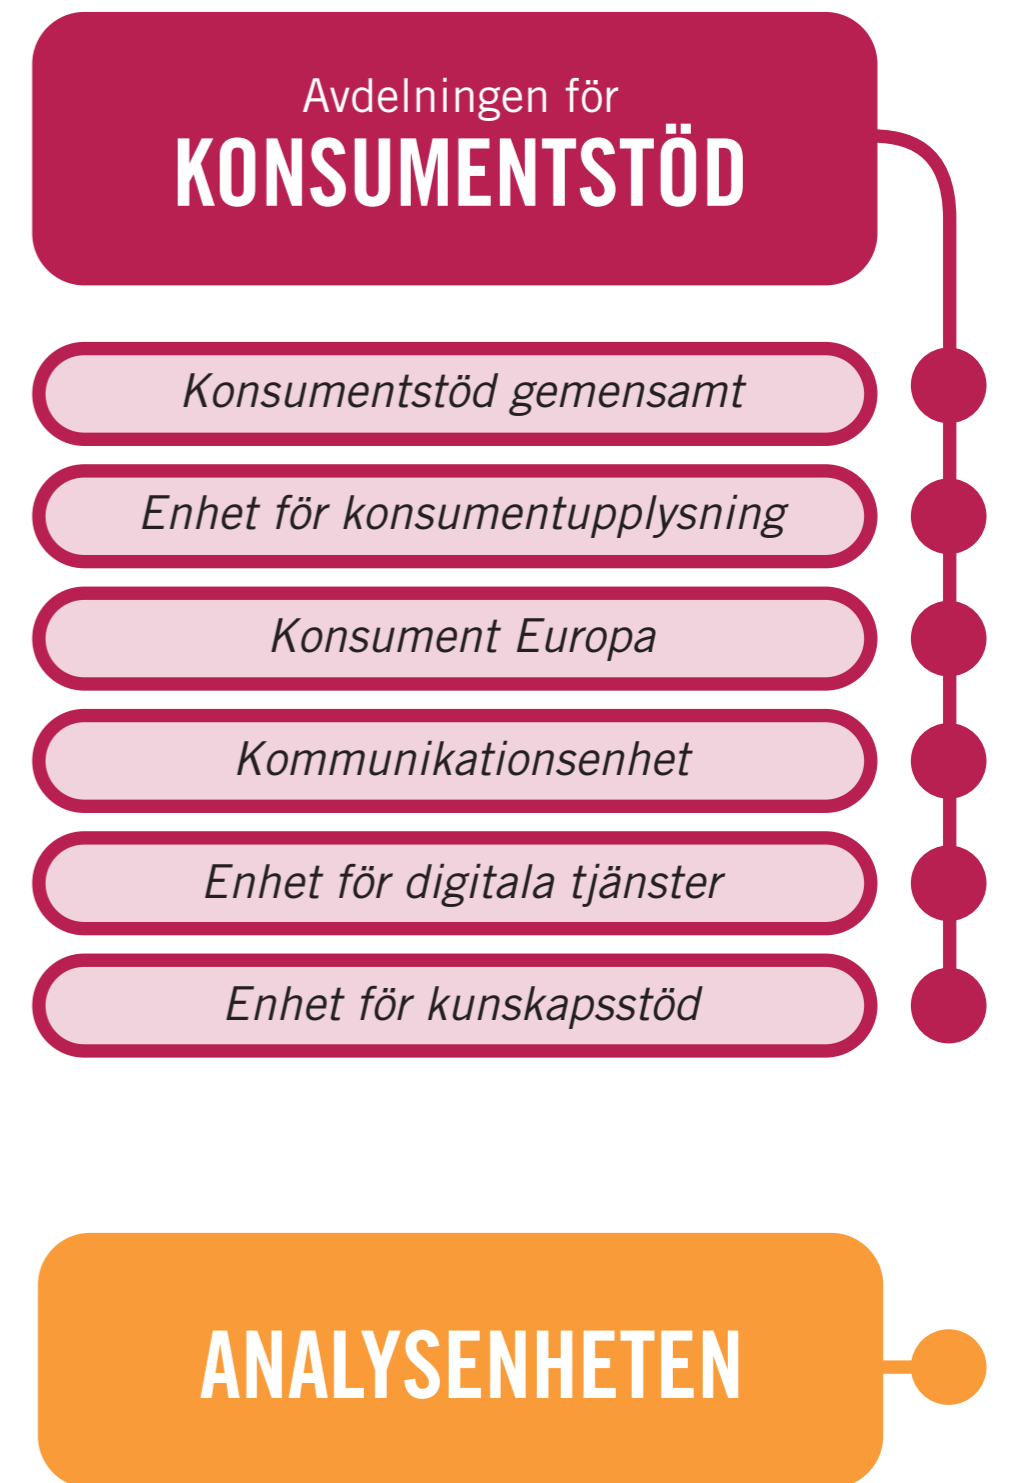 Avdelningen för
KONSUMENTSTÖD
Konsumentstöd gemensamt
Enhet för konsumentupplysning
Konsument Europa
Kommunikationsenhet
Enhet för digitala tjänster
Enhet för kunskapsstöd
ANALYSENHETEN